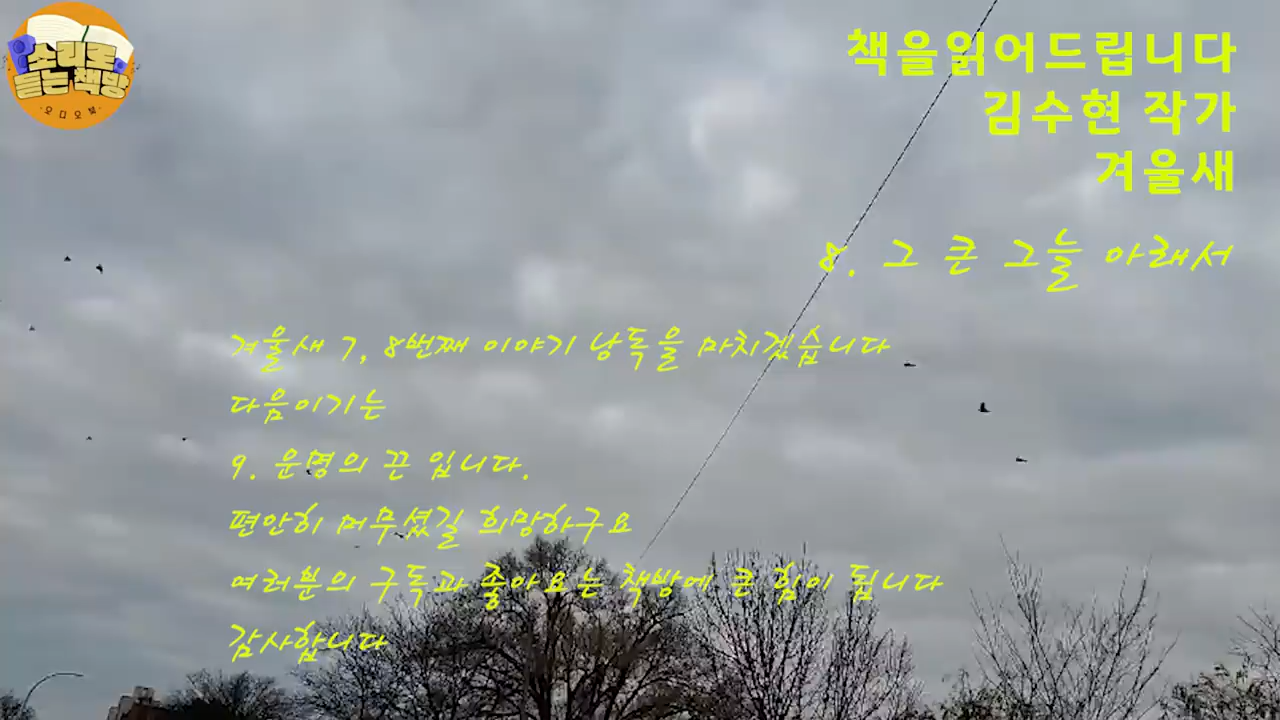 소리로
듣는책방
·오디오북·
책을읽어드립니다
김수현 작가
겨울새
8. 그 큰 그늘 아래서
겨울새 7, 8번째 이야기 낭독을 마치겠습니다
다음이기는
9. 운명의 끈 입니다.
편안히 머무셨길 희망하구요
여러분의 구독과 좋아요는 책방에 큰 힘이 됩니다
감사합니다